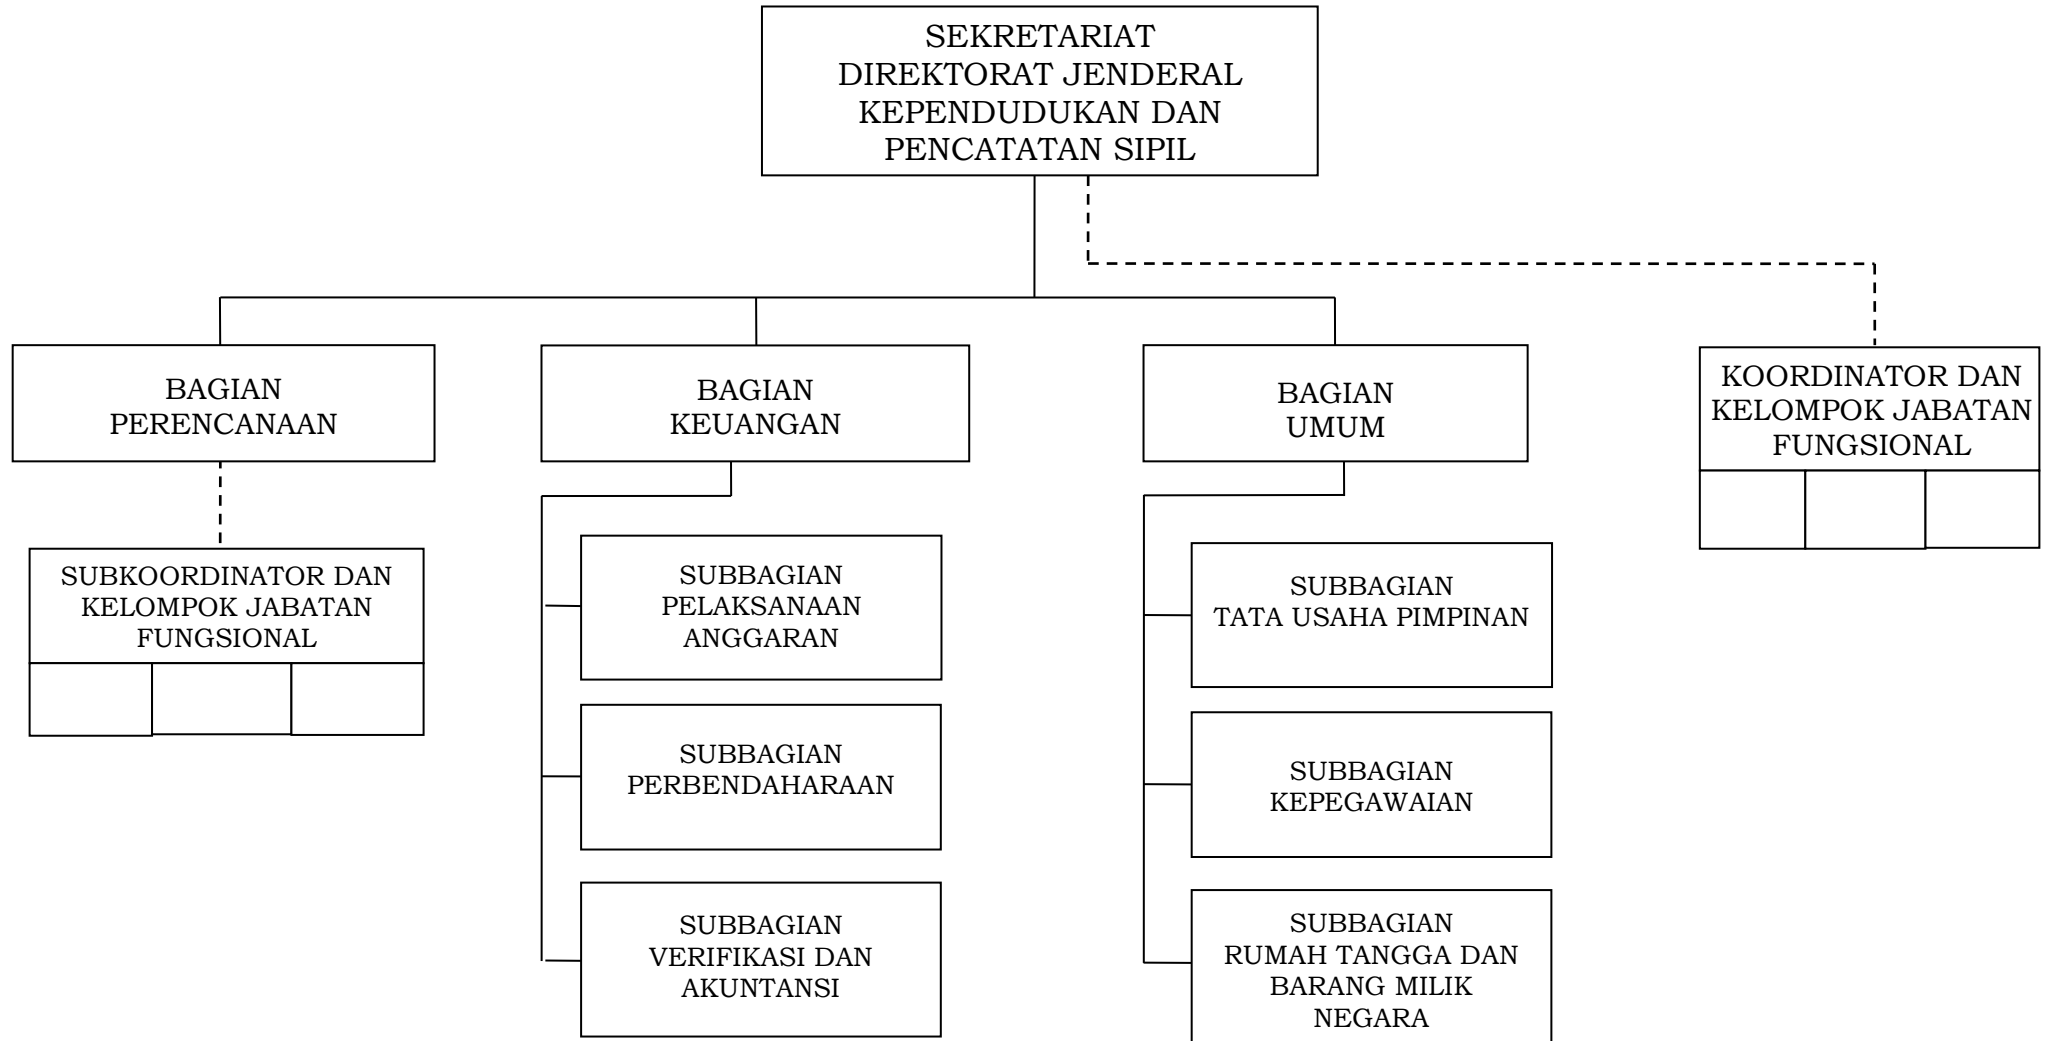 SEKRETARIAT
DIREKTORAT JENDERAL
KEPENDUDUKAN DAN
PENCATATAN SIPIL
BAGIAN
PERENCANAAN
BAGIAN
KEUANGAN
BAGIAN
UMUM
KOORDINATOR DAN
KELOMPOK JABATAN
FUNGSIONAL
SUBKOORDINATOR DAN
KELOMPOK JABATAN
FUNGSIONAL
SUBBAGIAN
PELAKSANAAN
ANGGARAN
SUBBAGIAN
PERBENDAHARAAN
SUBBAGIAN
VERIFIKASI DAN
AKUNTANSI
SUBBAGIAN
TATA USAHA PIMPINAN
SUBBAGIAN
KEPEGAWAIAN
SUBBAGIAN
RUMAH TANGGA DAN
BARANG MILIK
NEGARA